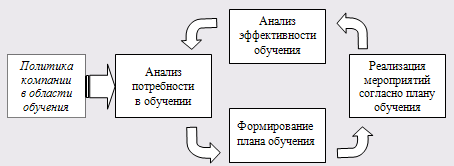 Политика
компании
в области
обучения
Анализ
потребности
в обучении
Анализ
эффективности
обучения
Формирование
плана обучения
Реализация
мероприятий
согласно плану
обучения